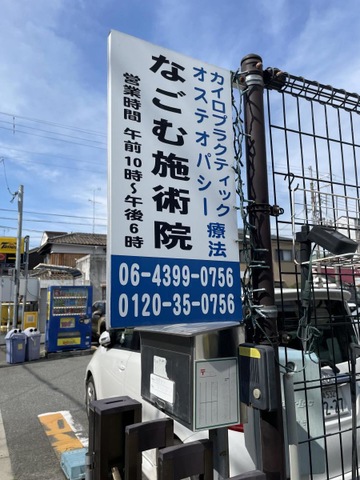 カイロプラクティック
オステオパシー療法
なごむ施術院
営業時間 午前10時~午後6時
06-4399-0756
0120-35-0756